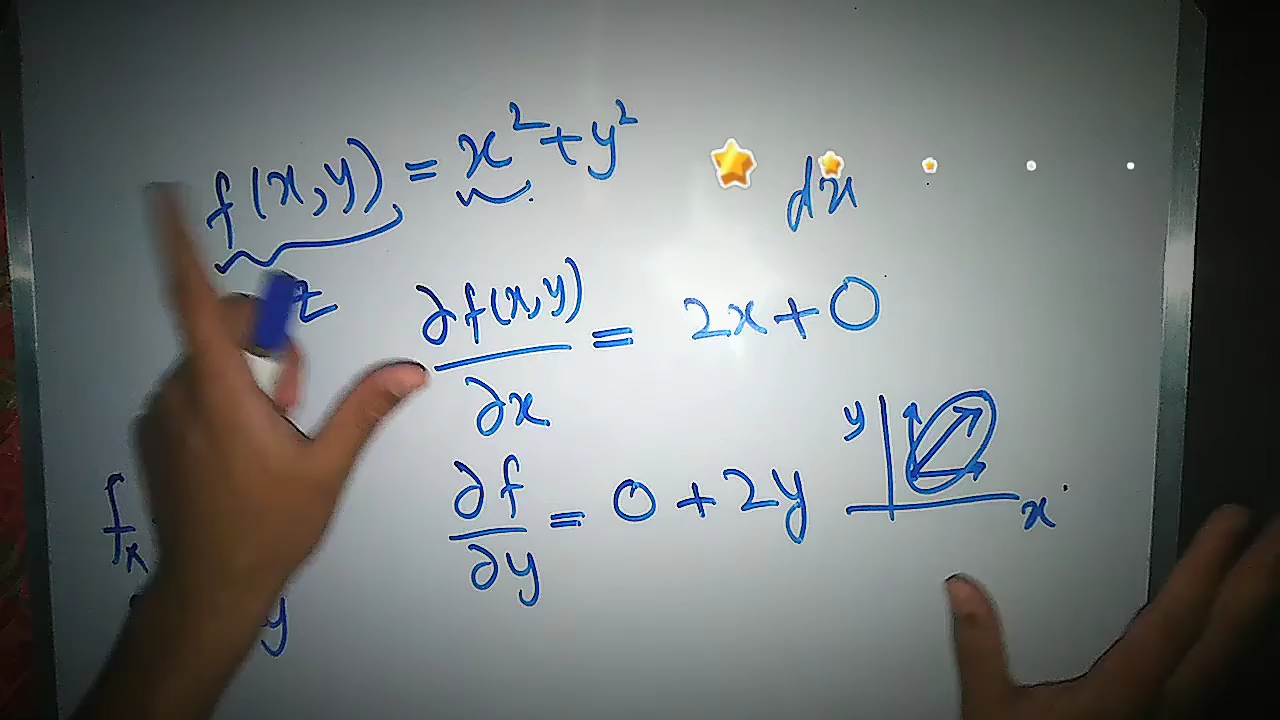 f(x,y) = x² + y²
dx
z
∂f(x,y)/∂x = 2x + 0
∂f/∂y = 0 + 2y
y
x
fₓ
y